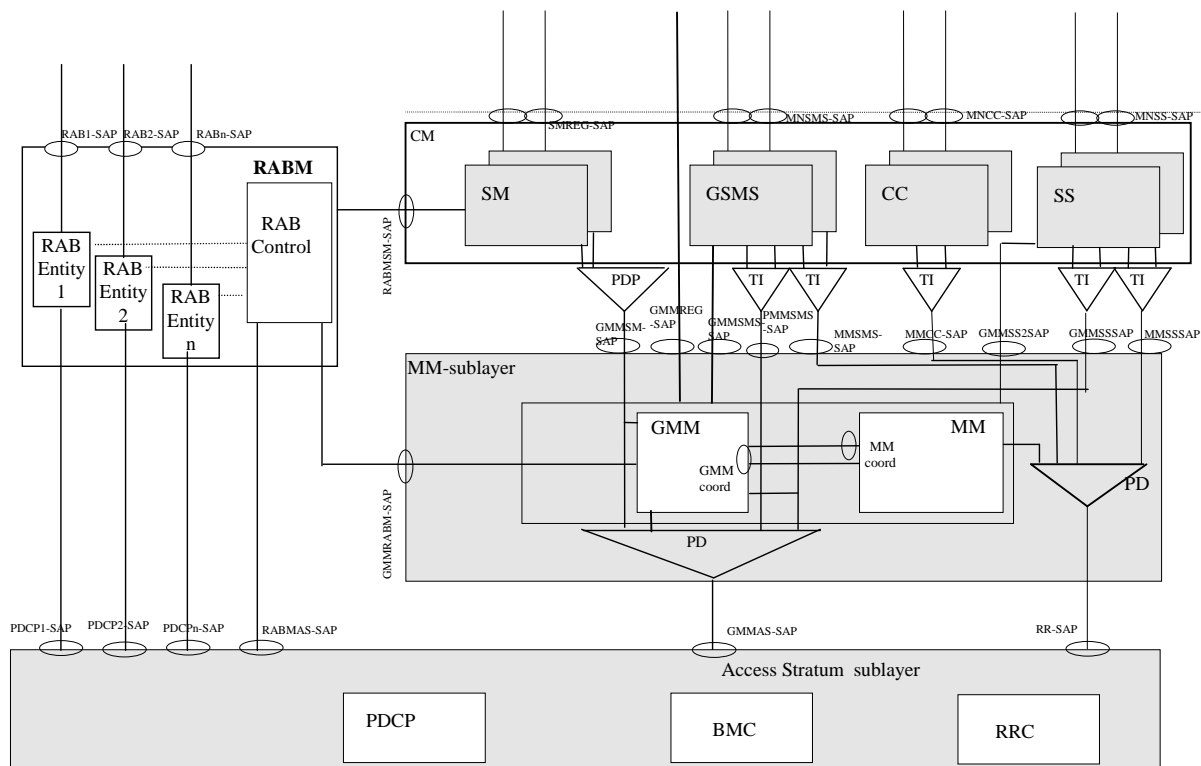 SMREG-SAP
MNSMS-SAP
MNCC-SAP
MNSS-SAP
RAB1-SAP
RAB2-SAP
RABn-SAP
CM
RABM
SM
GSMS
CC
SS
RAB
Control
RABMSM-SAP
RAB
Entity
1
RAB
Entity
2
RAB
Entity
n
PDP
TI
TI
TI
TI
TI
GMMSM-
SAP
GMMREG
-SAP
GMMSMS-
SAP
PMMSMS
-SAP
MMSMS-
SAP
MMCC-SAP
GMMSS2SAP
GMMSSSAP
MMSSSAP
MM-sublayer
GMM
GMM
coord
MM
MM
coord
PD
PD
GMMRABM-SAP
PDCP1-SAP
PDCP2-SAP
PDCPn-SAP
RABMAS-SAP
GMMAS-SAP
RR-SAP
Access Stratum sublayer
PDCP
BMC
RRC